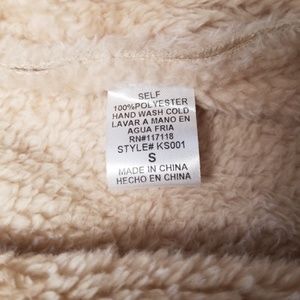 SELF
100%POLYESTER
HAND WASH COLD
LAVAR A MANO EN
AGUA FRIA
RN#117118
STYLE# KS001
S
MADE IN CHINA
HECHO EN CHINA